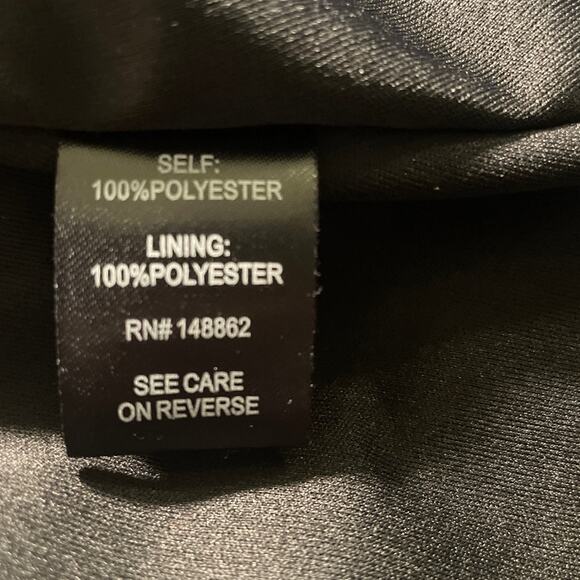 SELF:
100%POLYESTER
LINING:
100%POLYESTER
RN# 148862
SEE CARE
ON REVERSE